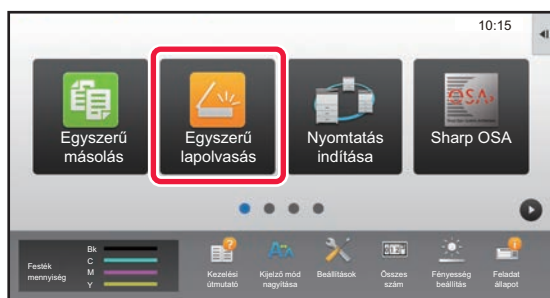 10:15
Egyszerű
másolás
Egyszerű
lapolvasás
Nyomtatás
indítása
OSA
Sharp OSA
Festék
mennyiség
Bk
C
M
Y
Kezelési
útmutató
Kijelző mód
nagyítása
Beállítások
Összes
szám
Fényesség
beállítás
Feladat
állapot